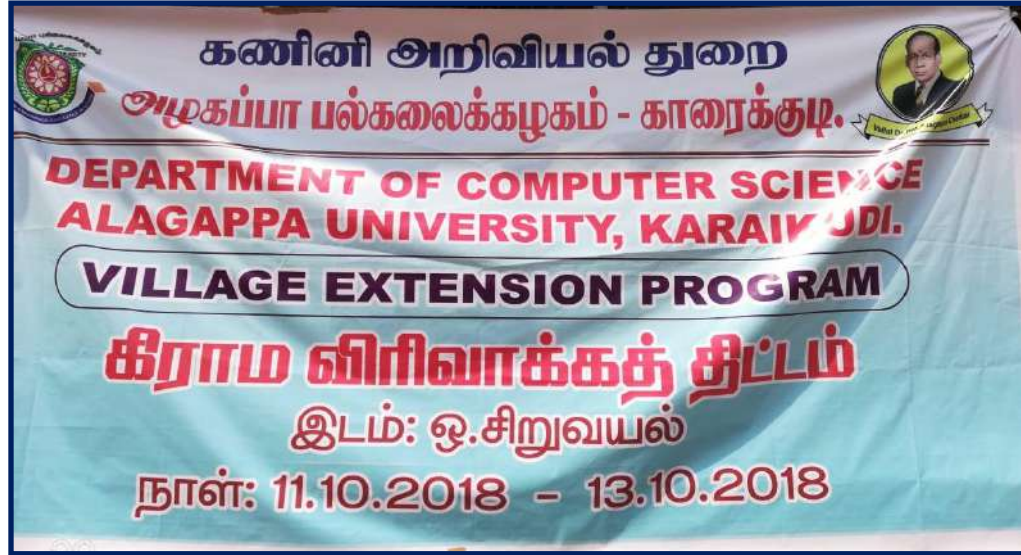 கணினி அறிவியல் துறை
அழகப்பா பல்கலைக்கழகம் - காரைக்குடி.
DEPARTMENT OF COMPUTER SCIENCE
ALAGAPPA UNIVERSITY, KARAIKUDI.
VILLAGE EXTENSION PROGRAM
கிராம விரிவாக்கத் திட்டம்
இடம்: ஒ.சிறுவயல்
நாள்: 11.10.2018 - 13.10.2018